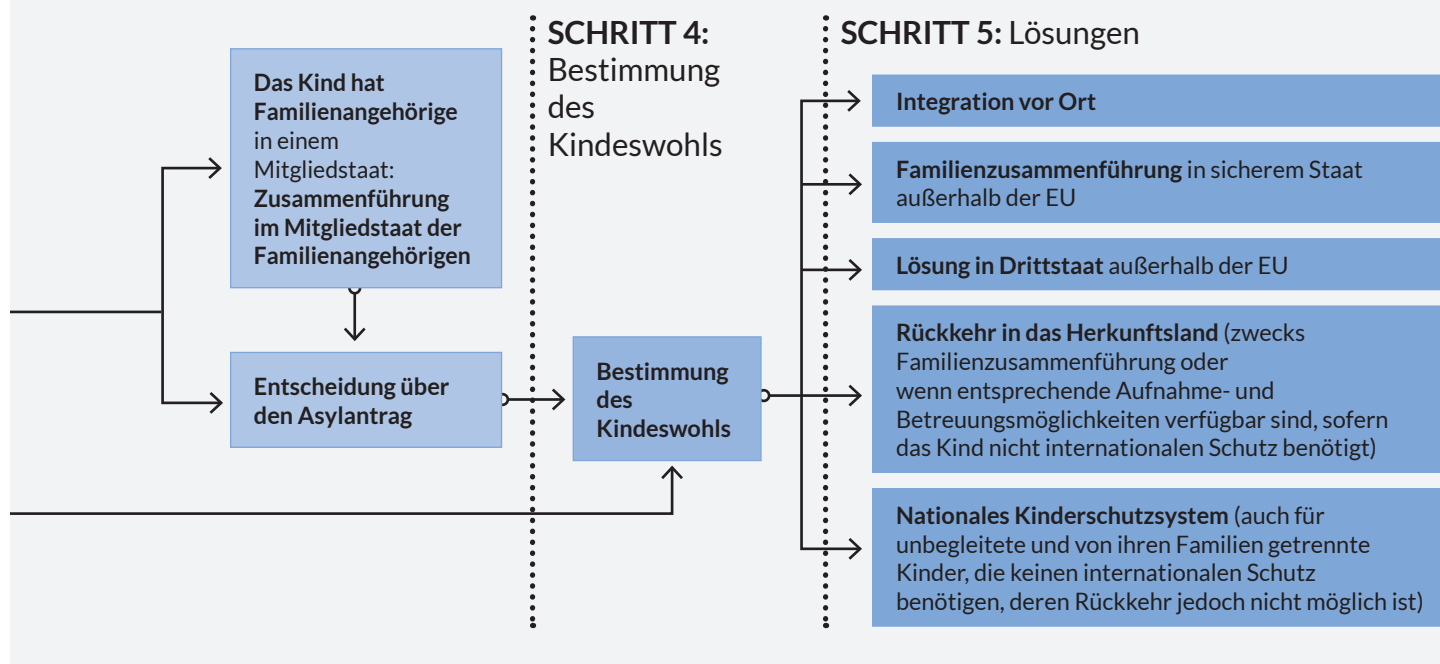 Das Kind hat
Familienangehörige
in einem
Mitgliedstaat:
Zusammenführung
im Mitgliedstaat der
Familienangehörigen
Entscheidung über
den Asylantrag
SCHRITT 4:
Bestimmung
des
Kindeswohls
Bestimmung
des
Kindeswohls
SCHRITT 5: Lösungen
Integration vor Ort
Familienzusammenführung in sicherem Staat
außerhalb der EU
Lösung in Drittstaat außerhalb der EU
Rückkehr in das Herkunftsland (zwecks
Familienzusammenführung oder
wenn entsprechende Aufnahme- und
Betreuungsmöglichkeiten verfügbar sind, sofern
das Kind nicht internationalen Schutz benötigt)
Nationales Kinderschutzsystem (auch für
unbegleitete und von ihren Familien getrennte
Kinder, die keinen internationalen Schutz
benötigen, deren Rückkehr jedoch nicht möglich ist)